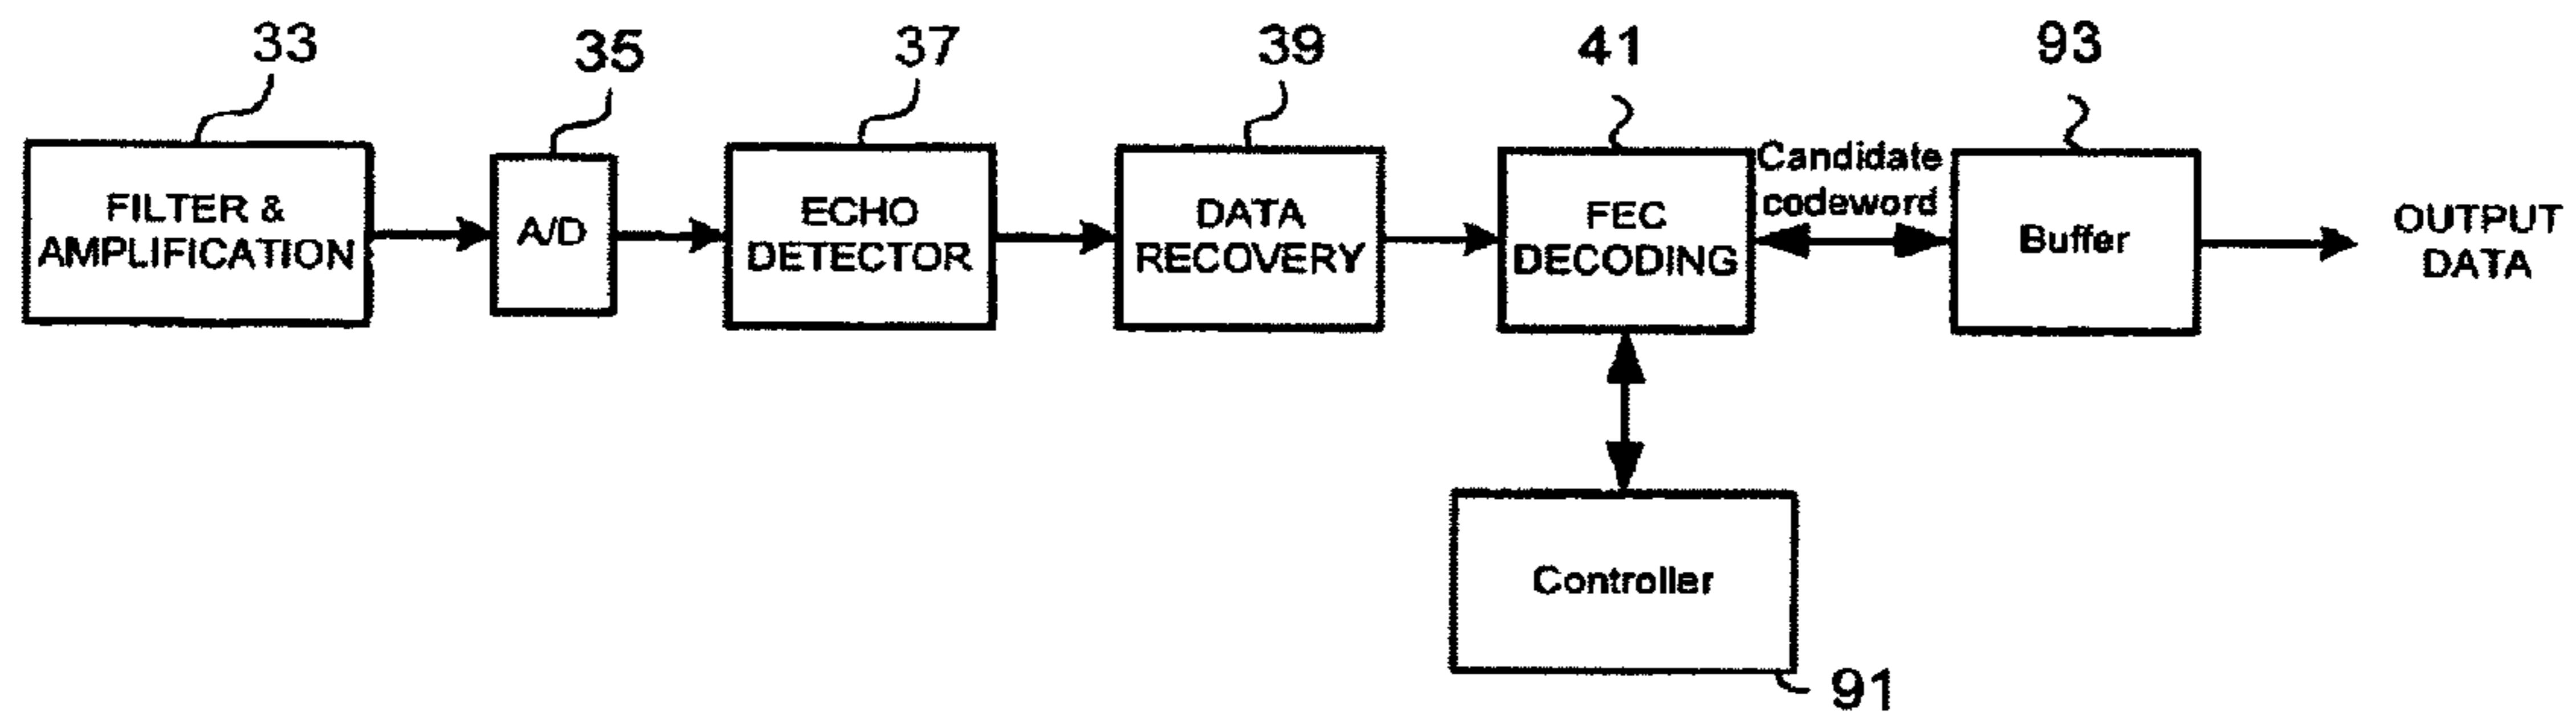 33
35
37
39
41
93
FILTER &
AMPLIFICATION
A/D
ECHO
DETECTOR
DATA
RECOVERY
FEC
DECODING
Candidate
codeword
Buffer
OUTPUT
DATA
Controller
91